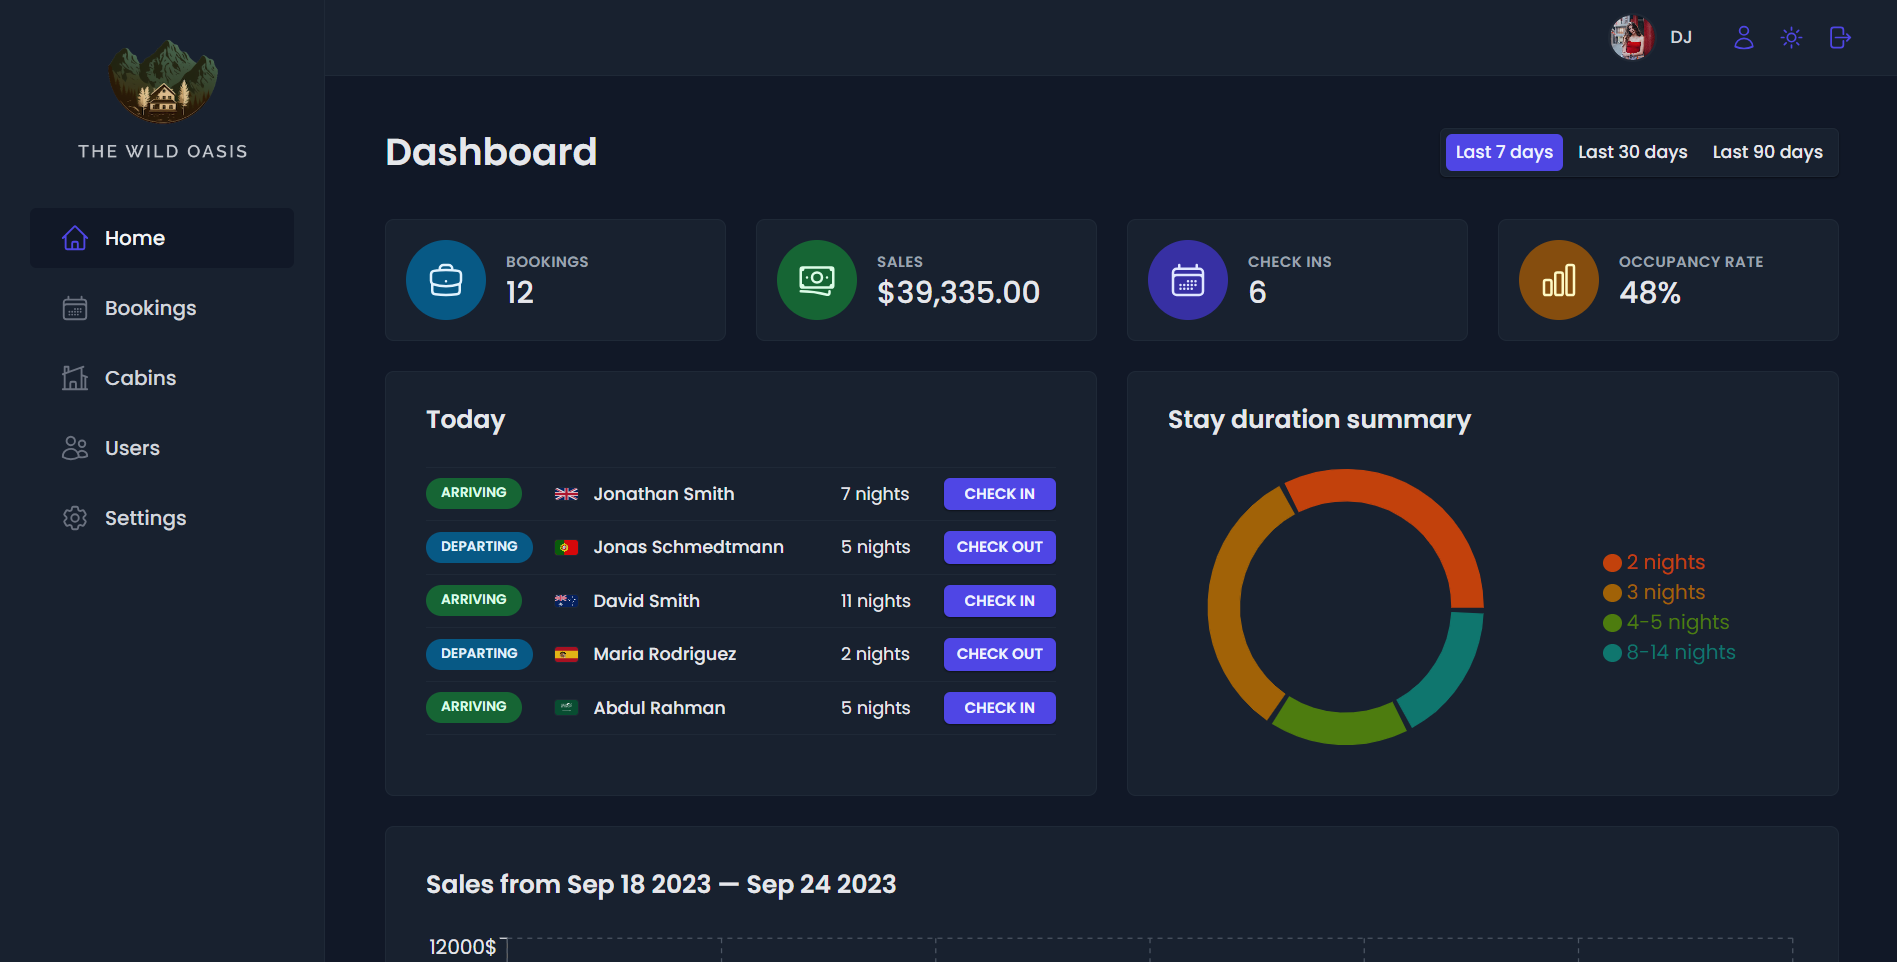 THE WILD OASIS
Home
Bookings
Cabins
Users
Settings
DJ
Dashboard
Last 7 days Last 30 days Last 90 days
BOOKINGS
12
SALES
$39,335.00
CHECK INS
6
OCCUPANCY RATE
48%
Today
ARRIVING Jonathan Smith 7 nights CHECK IN
DEPARTING Jonas Schmedtmann 5 nights CHECK OUT
ARRIVING David Smith 11 nights CHECK IN
DEPARTING Maria Rodriguez 2 nights CHECK OUT
ARRIVING Abdul Rahman 5 nights CHECK IN
Stay duration summary
2 nights
3 nights
4-5 nights
8-14 nights
Sales from Sep 18 2023 — Sep 24 2023
12000$